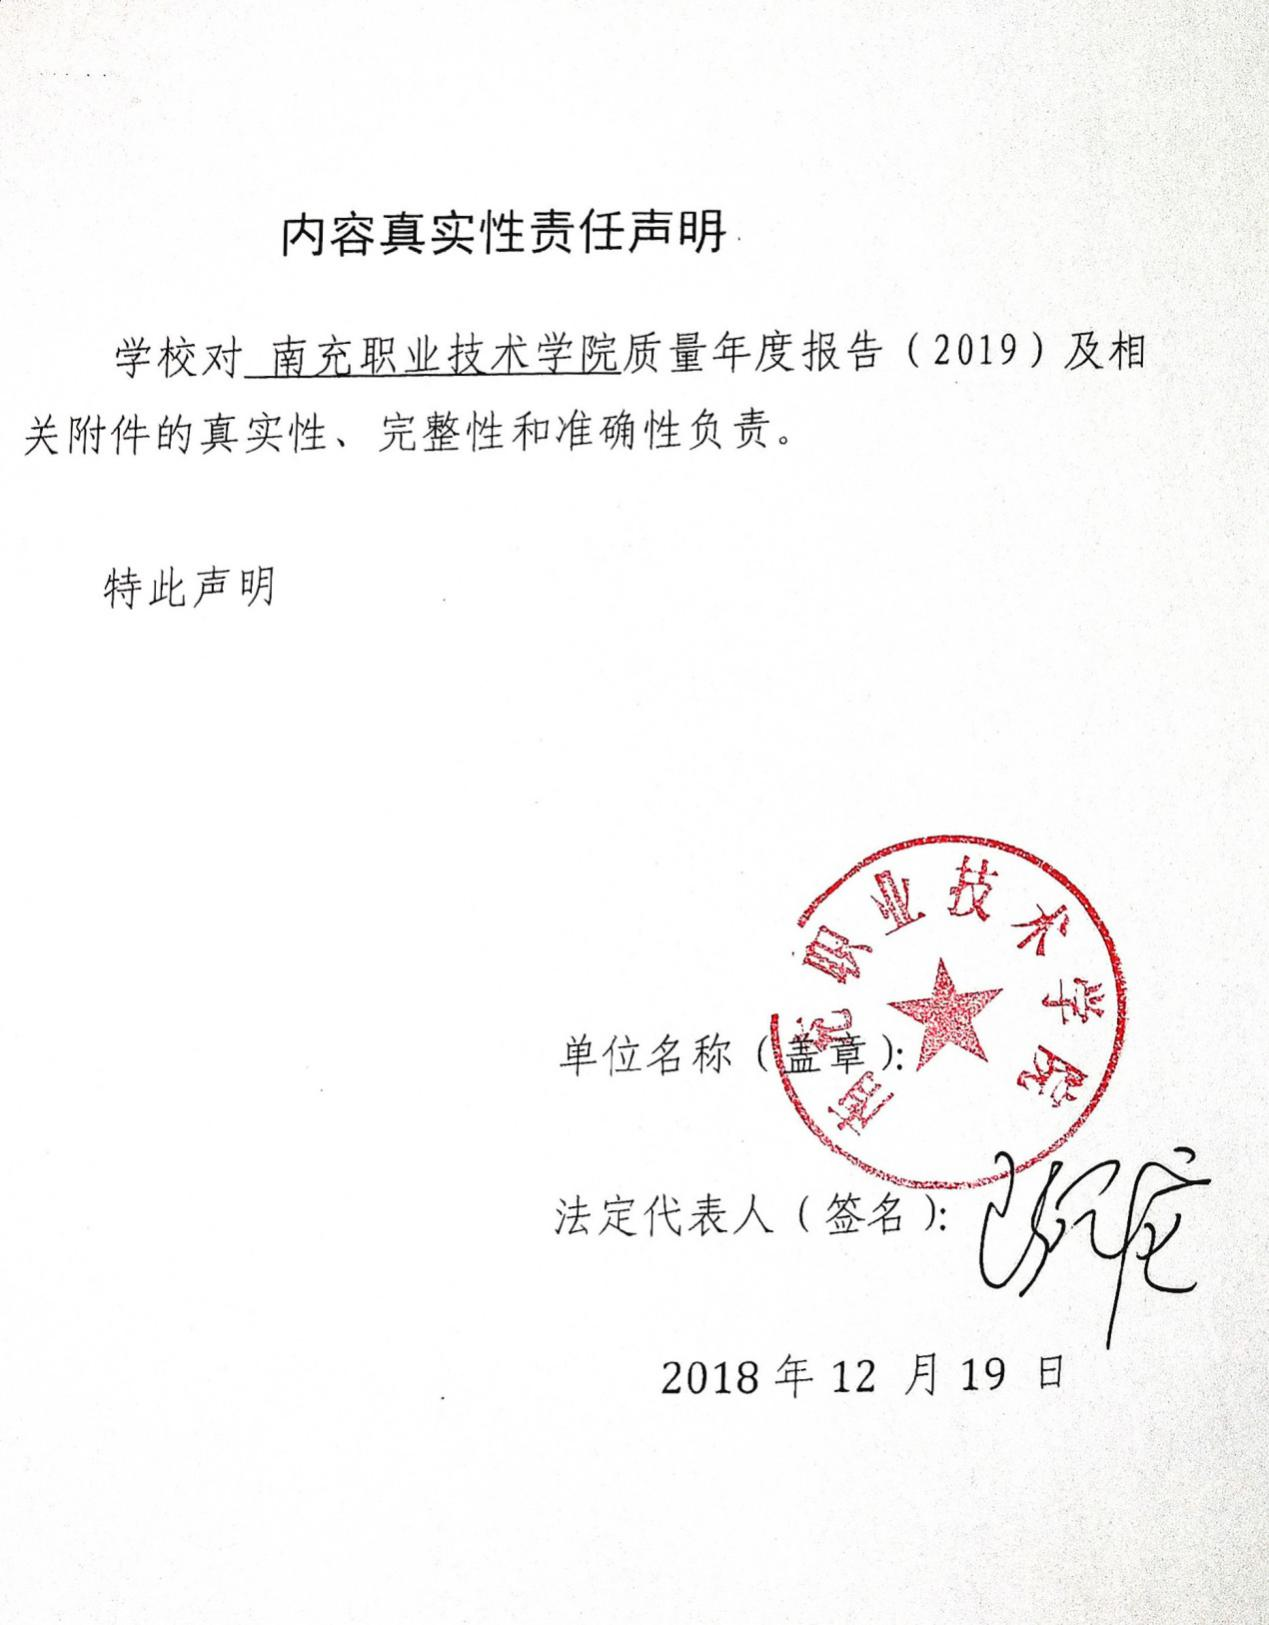 内容真实性责任声明
学校对 南充职业技术学院质量年度报告（2019）及相
关附件的真实性、完整性和准确性负责。
特此声明
南充职业技术学院
单位名称（盖章）：
法定代表人（签名）：
2018 年 12 月 19 日